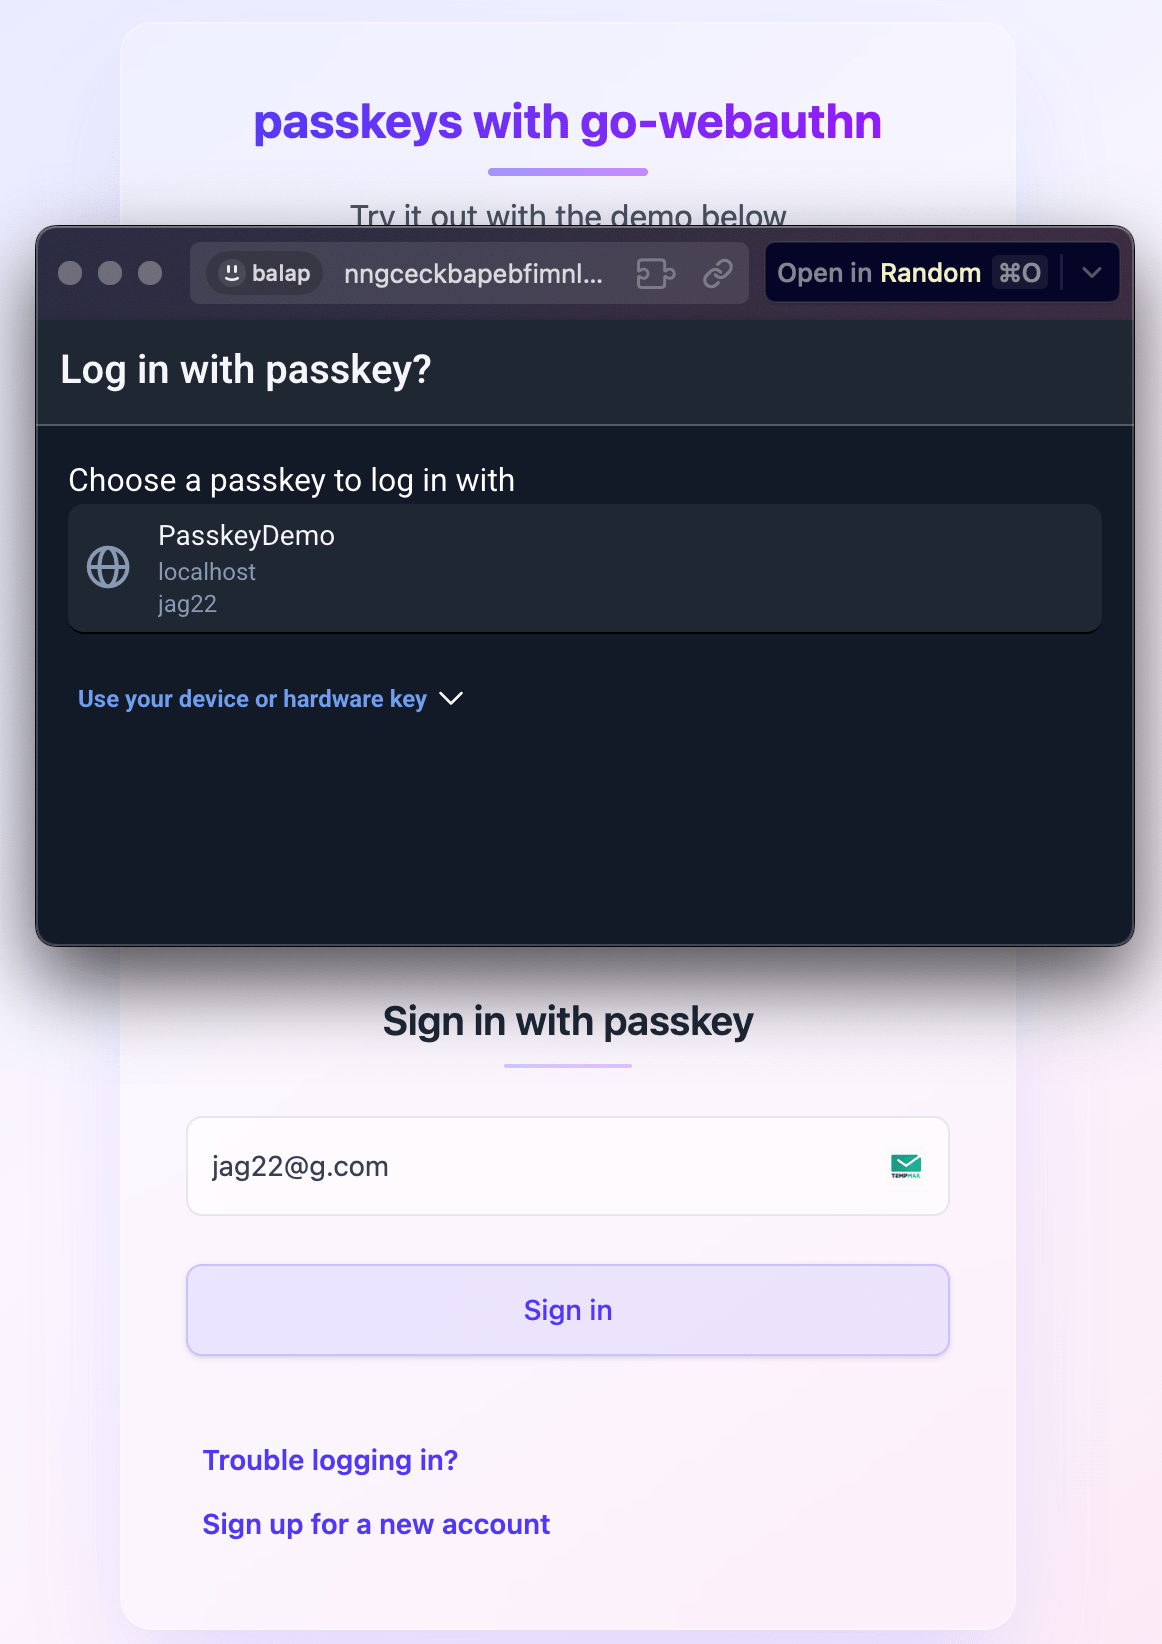 passkeys with go-webauthn
Try it out with the demo below
balap
nngceckbapebfimnl...
Open in Random ⌘O
Log in with passkey?
Choose a passkey to log in with
PasskeyDemo
localhost
jag22
Use your device or hardware key
Sign in with passkey
jag22@g.com
TEMPMAIL
Sign in
Trouble logging in?
Sign up for a new account